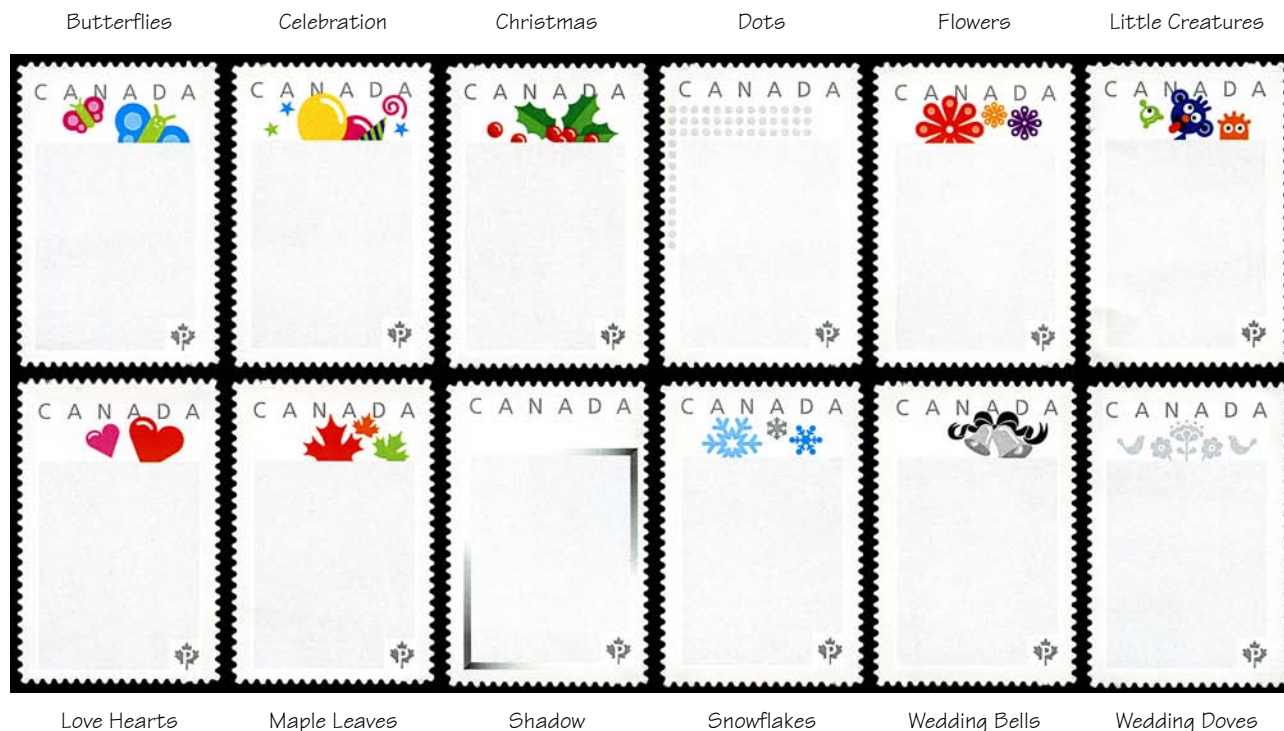 Butterflies Celebration Christmas Dots Flowers Little Creatures
CANADA CANADA CANADA CANADA CANADA CANADA
P P P P P P
CANADA CANADA CANADA CANADA CANADA CANADA
P P P P P P
Love Hearts Maple Leaves Shadow Snowflakes Wedding Bells Wedding Doves